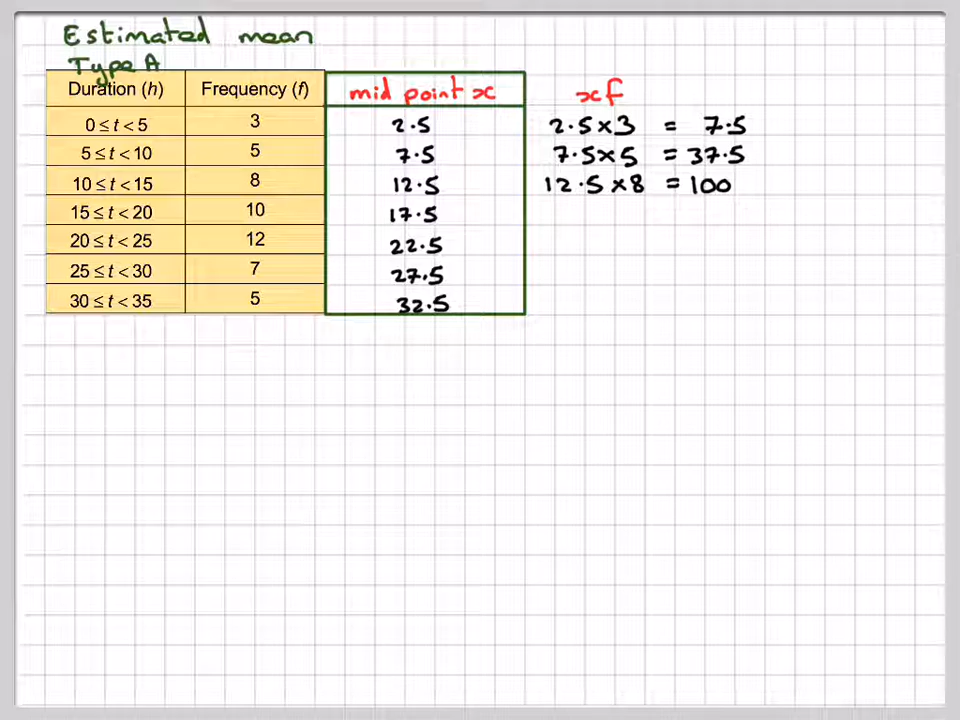 Estimated mean
Type A
Duration (h) Frequency (f) mid point x xf
0 ≤ t < 5 3 2.5 2.5×3 = 7.5
5 ≤ t < 10 5 7.5 7.5×5 = 37.5
10 ≤ t < 15 8 12.5 12.5×8 = 100
15 ≤ t < 20 10 17.5
20 ≤ t < 25 12 22.5
25 ≤ t < 30 7 27.5
30 ≤ t < 35 5 32.5